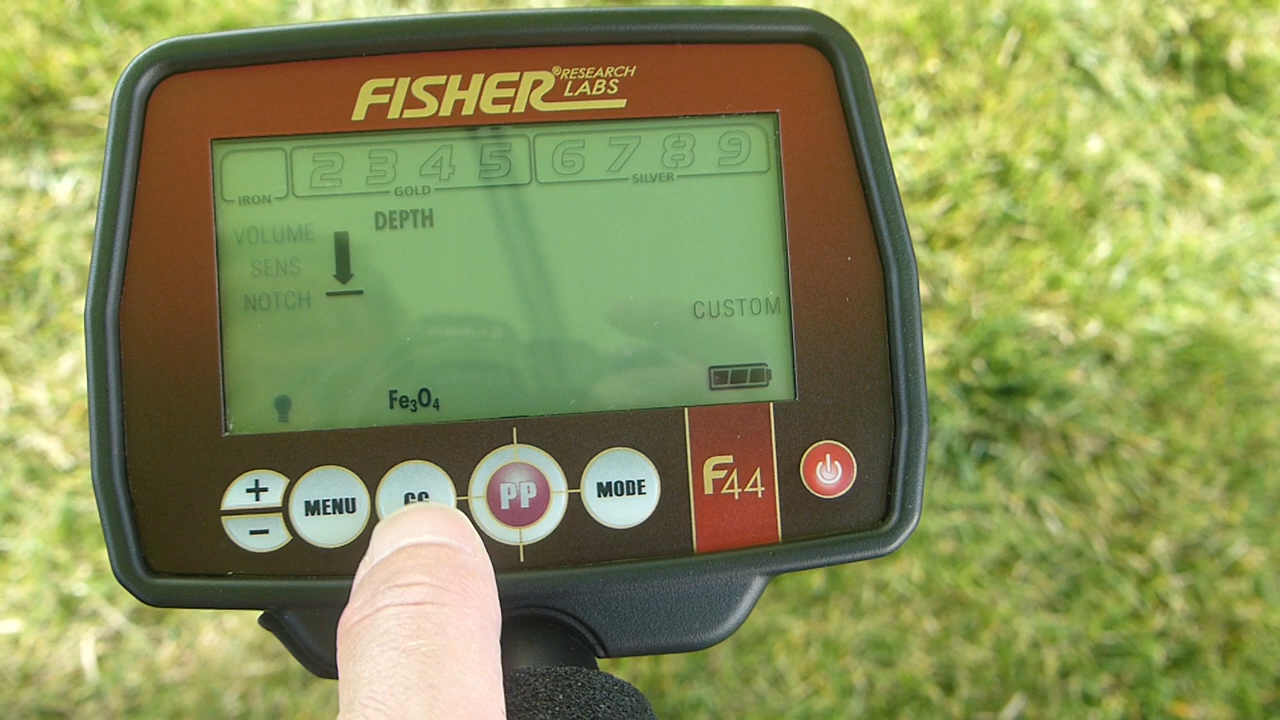 FISHER® RESEARCH
LABS
2 3 4 5 6 7 8 9
IRON GOLD SILVER
VOLUME DEPTH
SENS
NOTCH
CUSTOM
Fe₃O₄
+
-
MENU
PP
MODE
F44